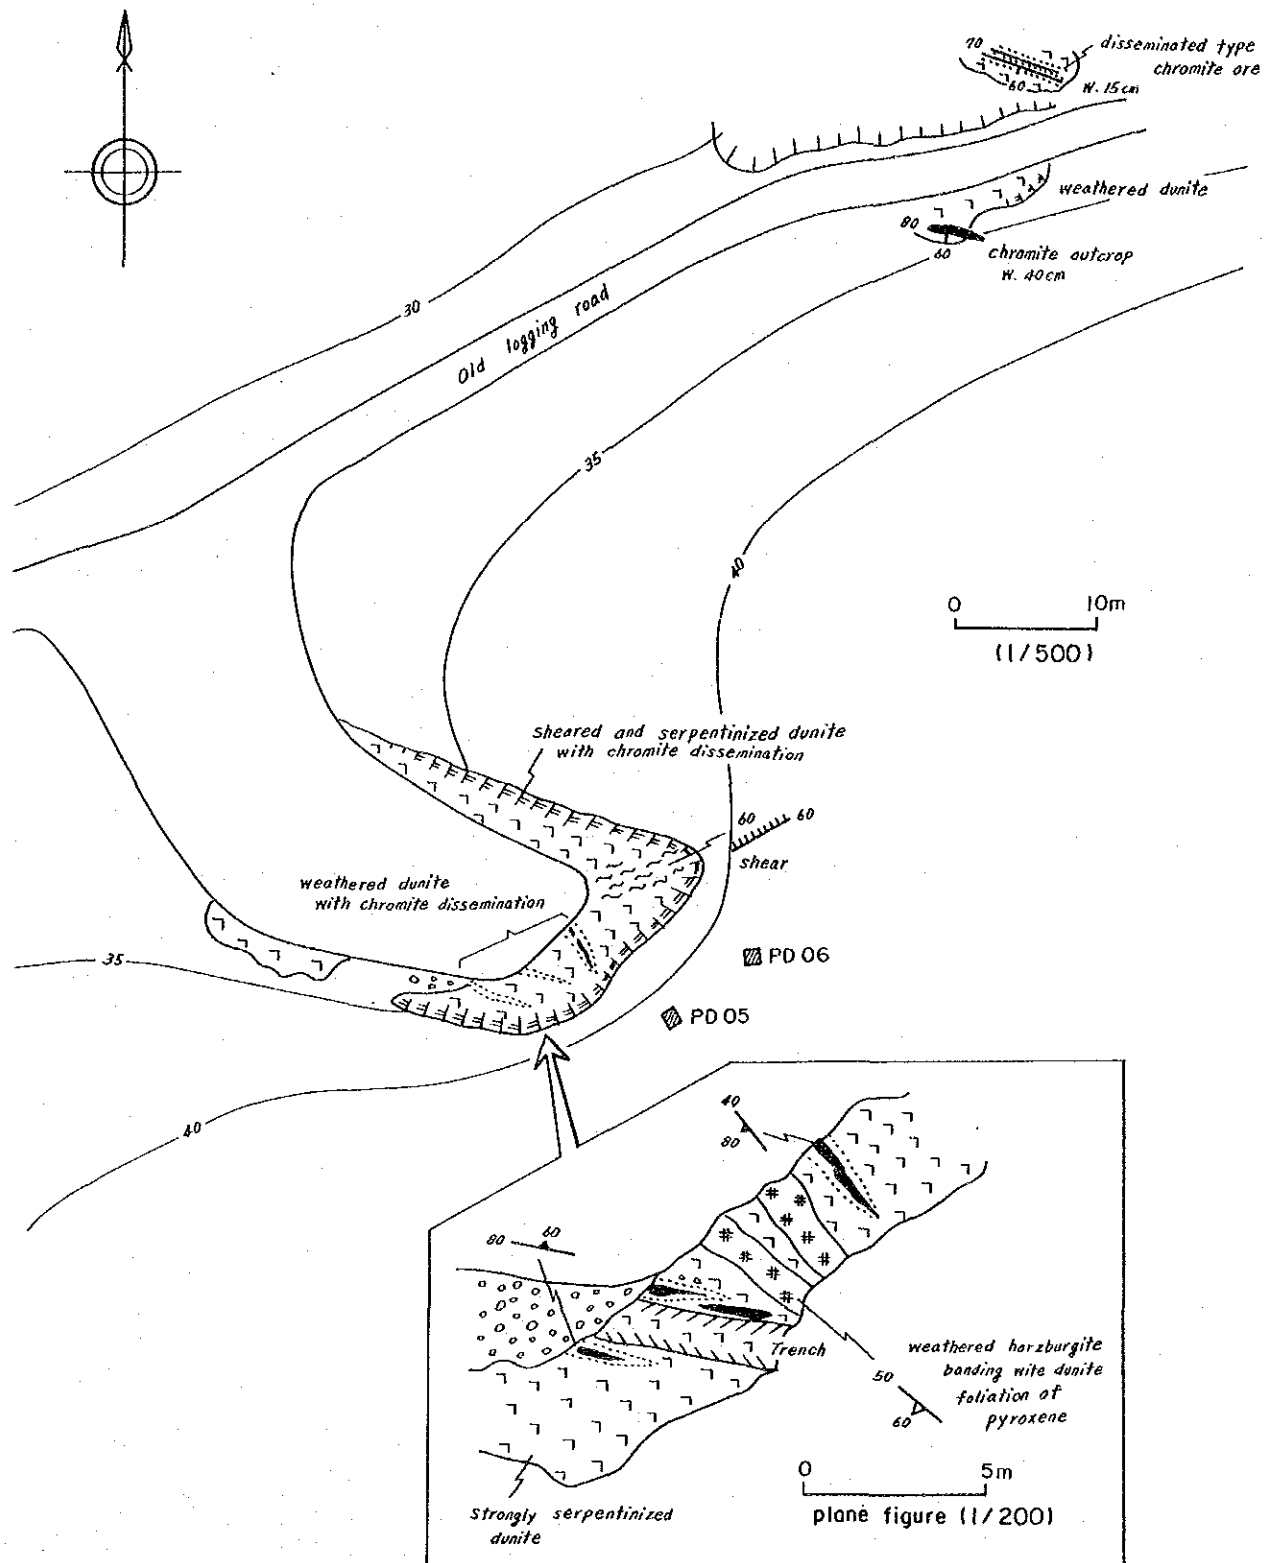 70
disseminated type
chromite ore
60
W. 15cm
weathered dunite
80
60
chromite outcrop
W. 40cm
30
Old logging road
35
40
0 10m
(1/500)
sheared and serpentinized dunite
with chromite dissemination
60
60
shear
weathered dunite
with chromite dissemination
35
PD 06
PD 05
40
40
80
80
60
Trench
weathered harzburgite
banding wite dunite
foliation of
pyroxene
50
60
0 5m
plane figure (1/200)
Strongly serpentinized
dunite